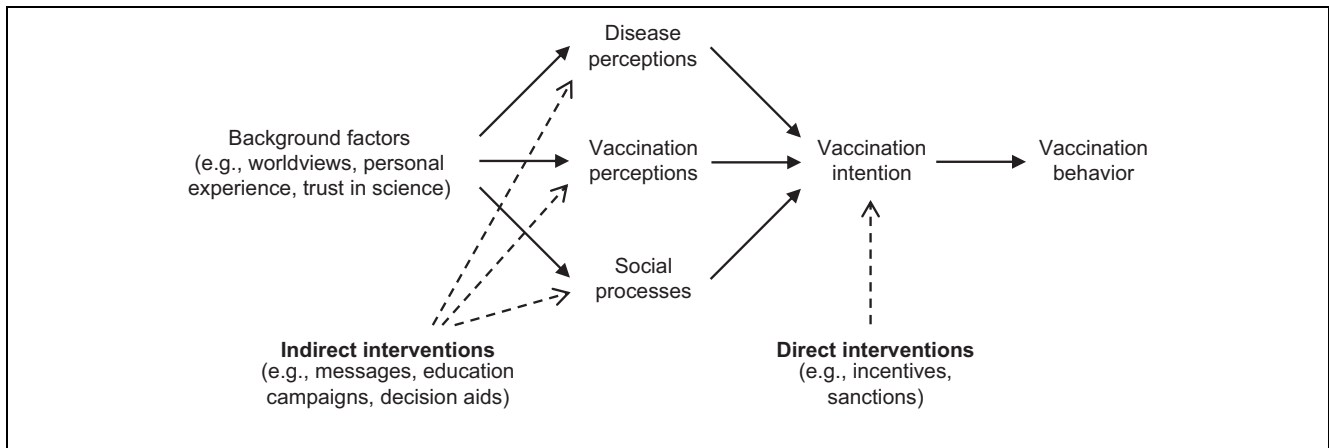 Disease
perceptions
Background factors
(e.g., worldviews, personal
experience, trust in science)
Vaccination
perceptions
Vaccination
intention
Vaccination
behavior
Social
processes
Indirect interventions
(e.g., messages, education
campaigns, decision aids)
Direct interventions
(e.g., incentives,
sanctions)